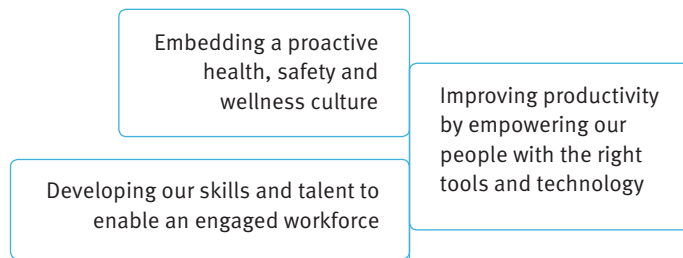 Embedding a proactive
health, safety and
wellness culture
Improving productivity
by empowering our
people with the right
tools and technology
Developing our skills and talent to
enable an engaged workforce